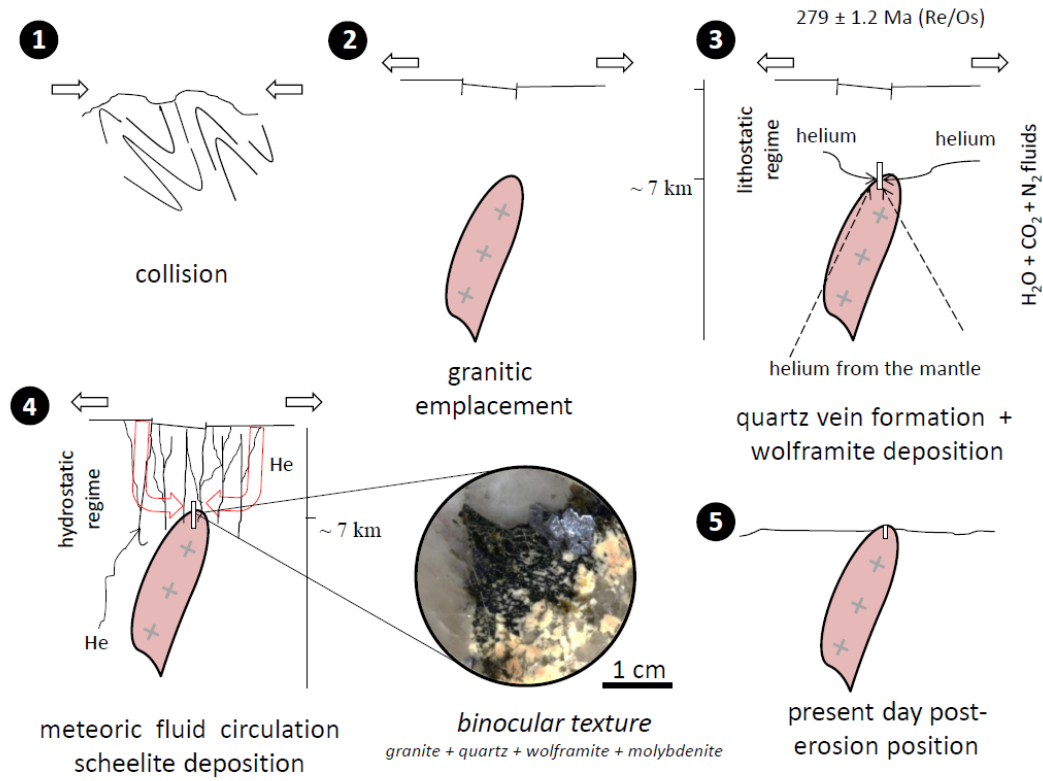 1
collision
2
granitic
emplacement
279 ± 1.2 Ma (Re/Os)
3
lithostatic
regime
helium
helium
~ 7 km
H₂O + CO₂ + N₂ fluids
helium from the mantle
quartz vein formation +
wolframite deposition
4
hydrostatic
regime
He
He
~ 7 km
meteoric fluid circulation
scheelite deposition
1 cm
binocular texture
granite + quartz + wolframite + molybdenite
5
present day post-
erosion position